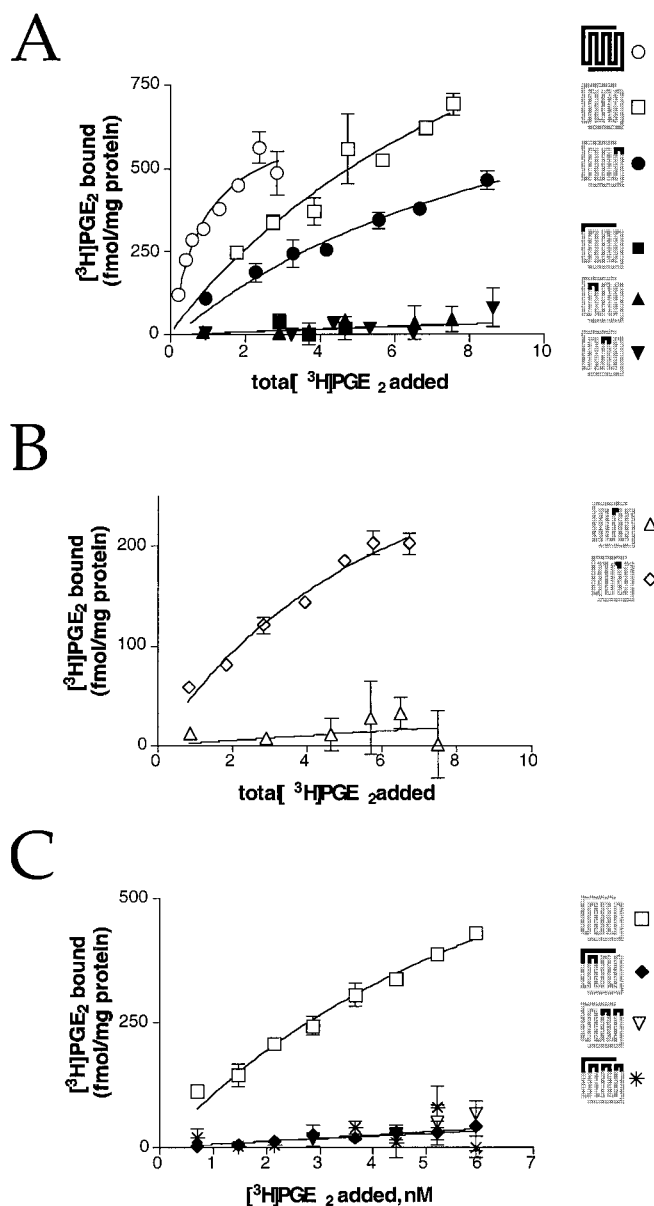 A
[³H]PGE₂ bound
(fmol/mg protein)
750
500
250
0
0 2 4 6 8 10
total[ ³H]PGE ₂ added
B
[³H]PGE₂ bound
(fmol/mg protein)
200
100
0
0 2 4 6 8 10
total[ ³H]PGE ₂added
C
[³H]PGE₂ bound
(fmol/mg protein)
500
250
0
0 1 2 3 4 5 6 7
[³H]PGE ₂ added, nM